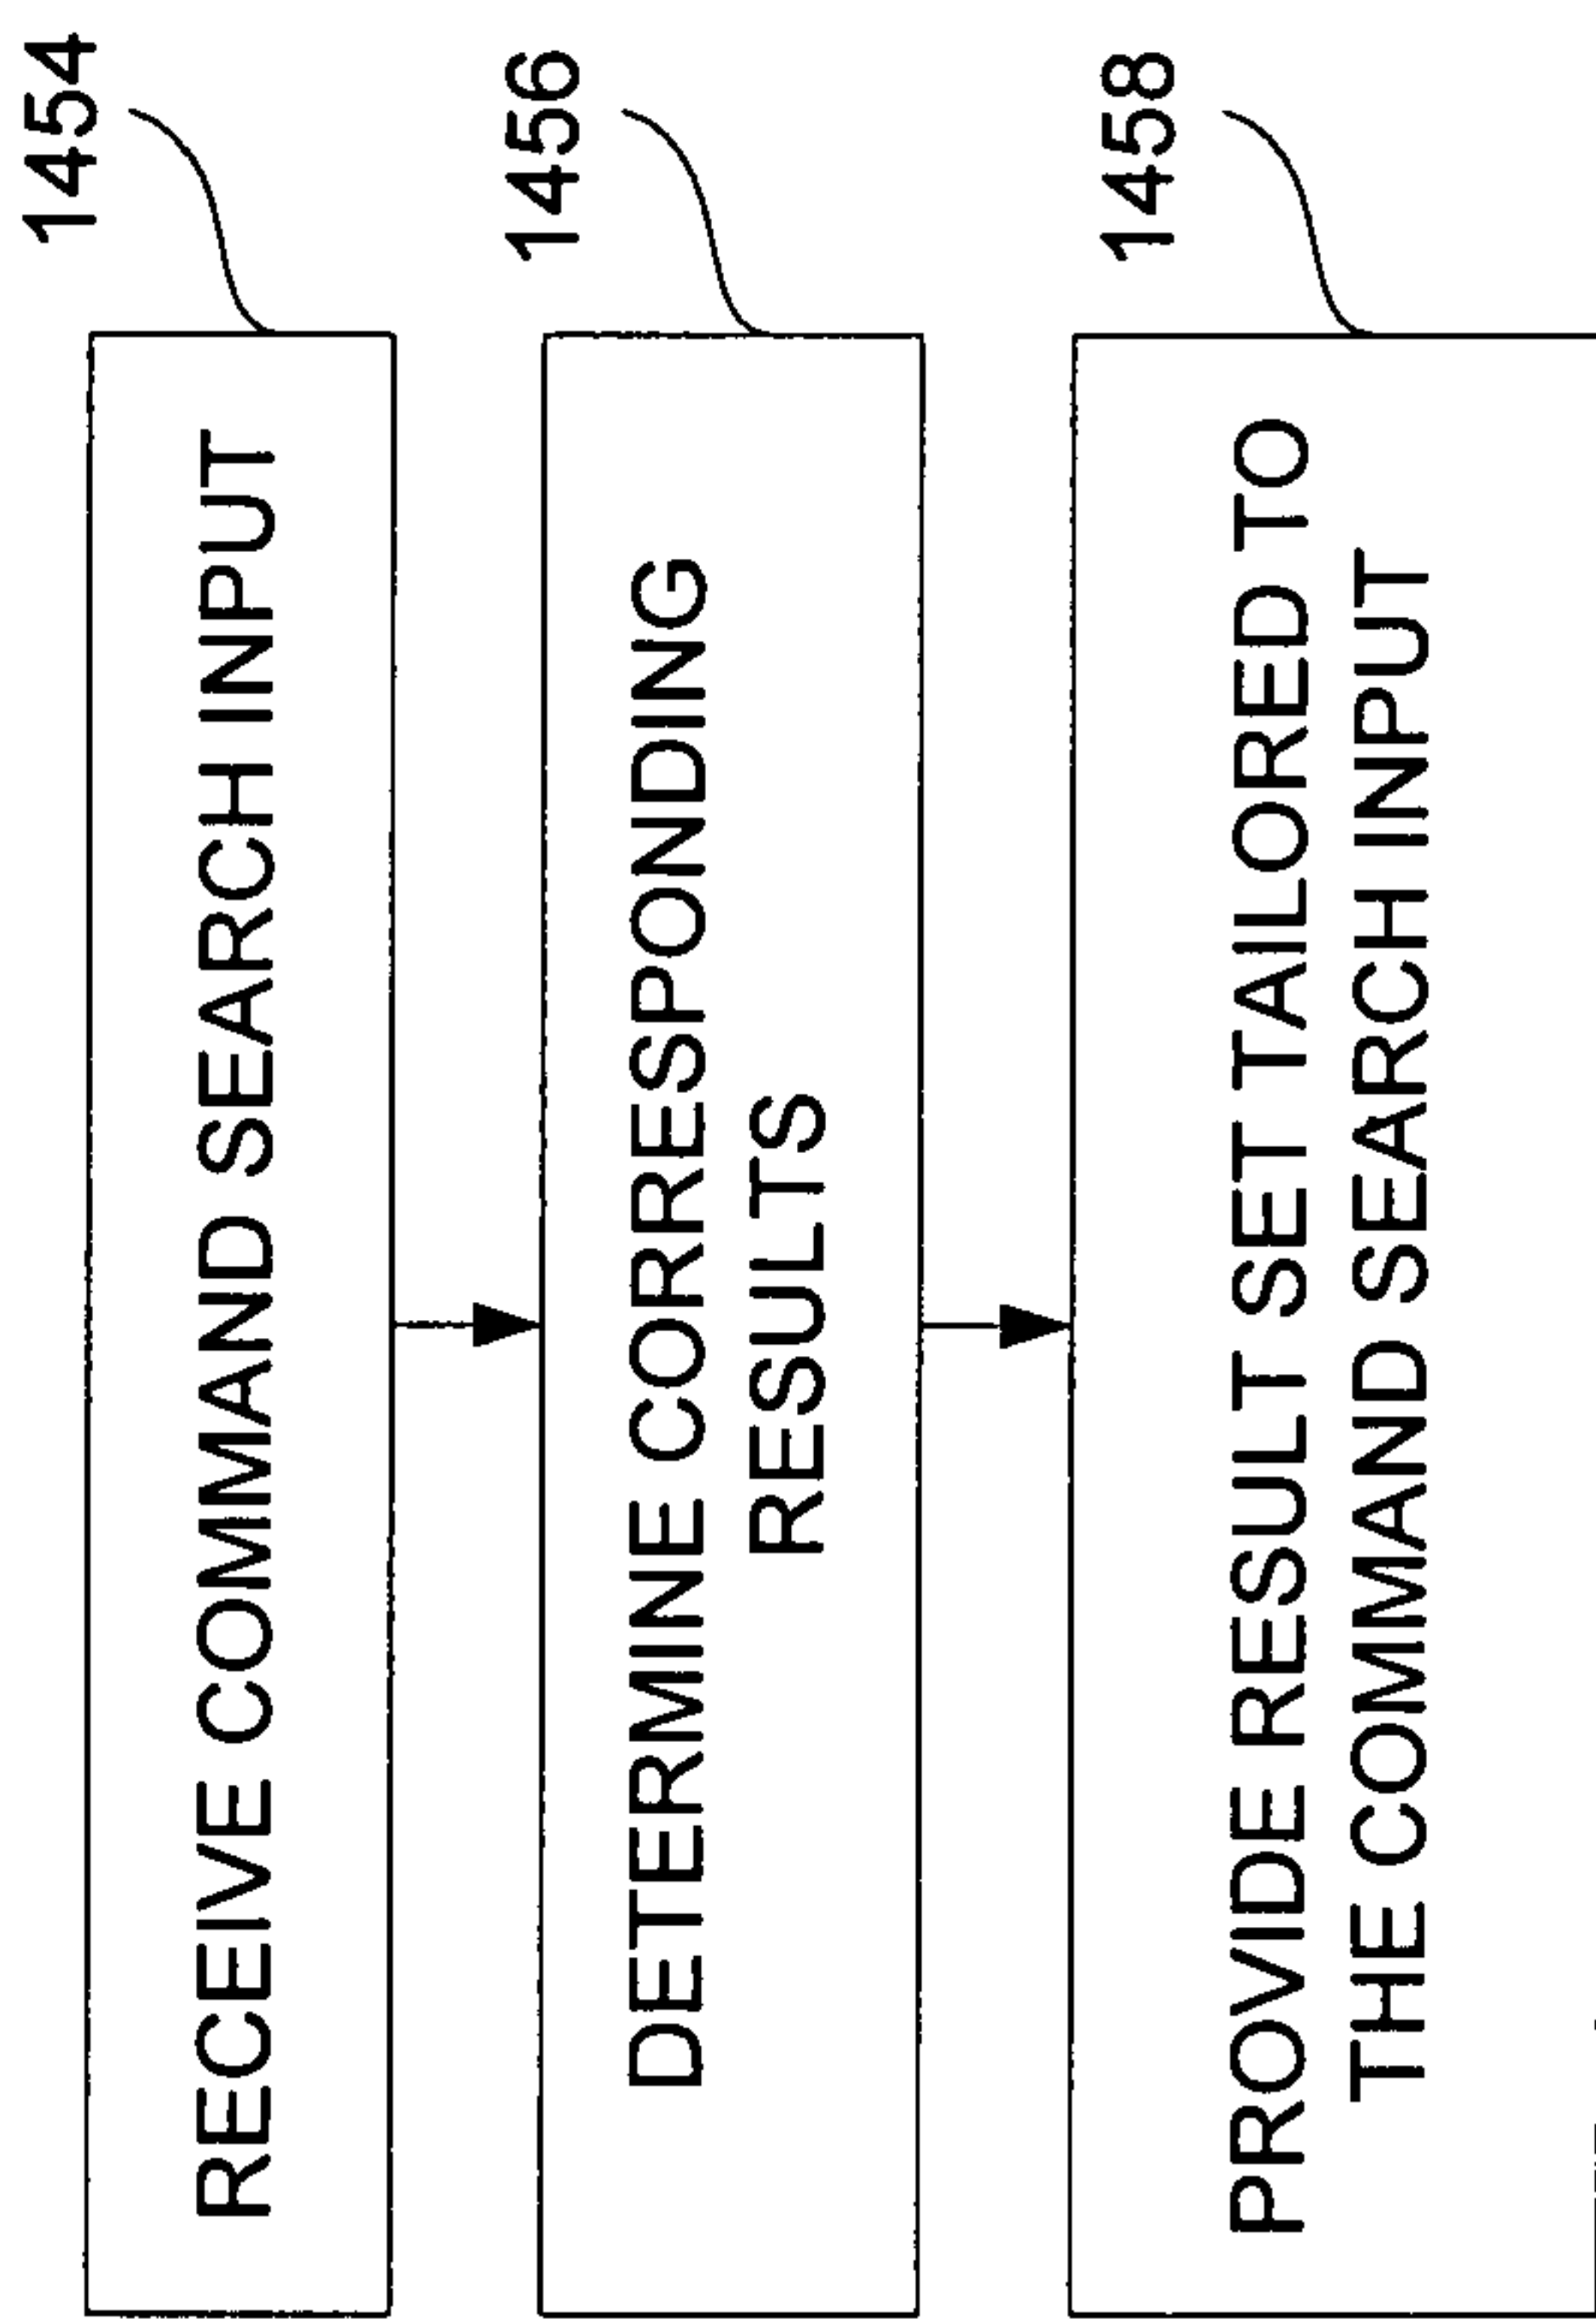 1454
RECEIVE COMMAND SEARCH INPUT
1456
DETERMINE CORRESPONDING
RESULTS
1458
PROVIDE RESULT SET TAILORED TO
THE COMMAND SEARCH INPUT